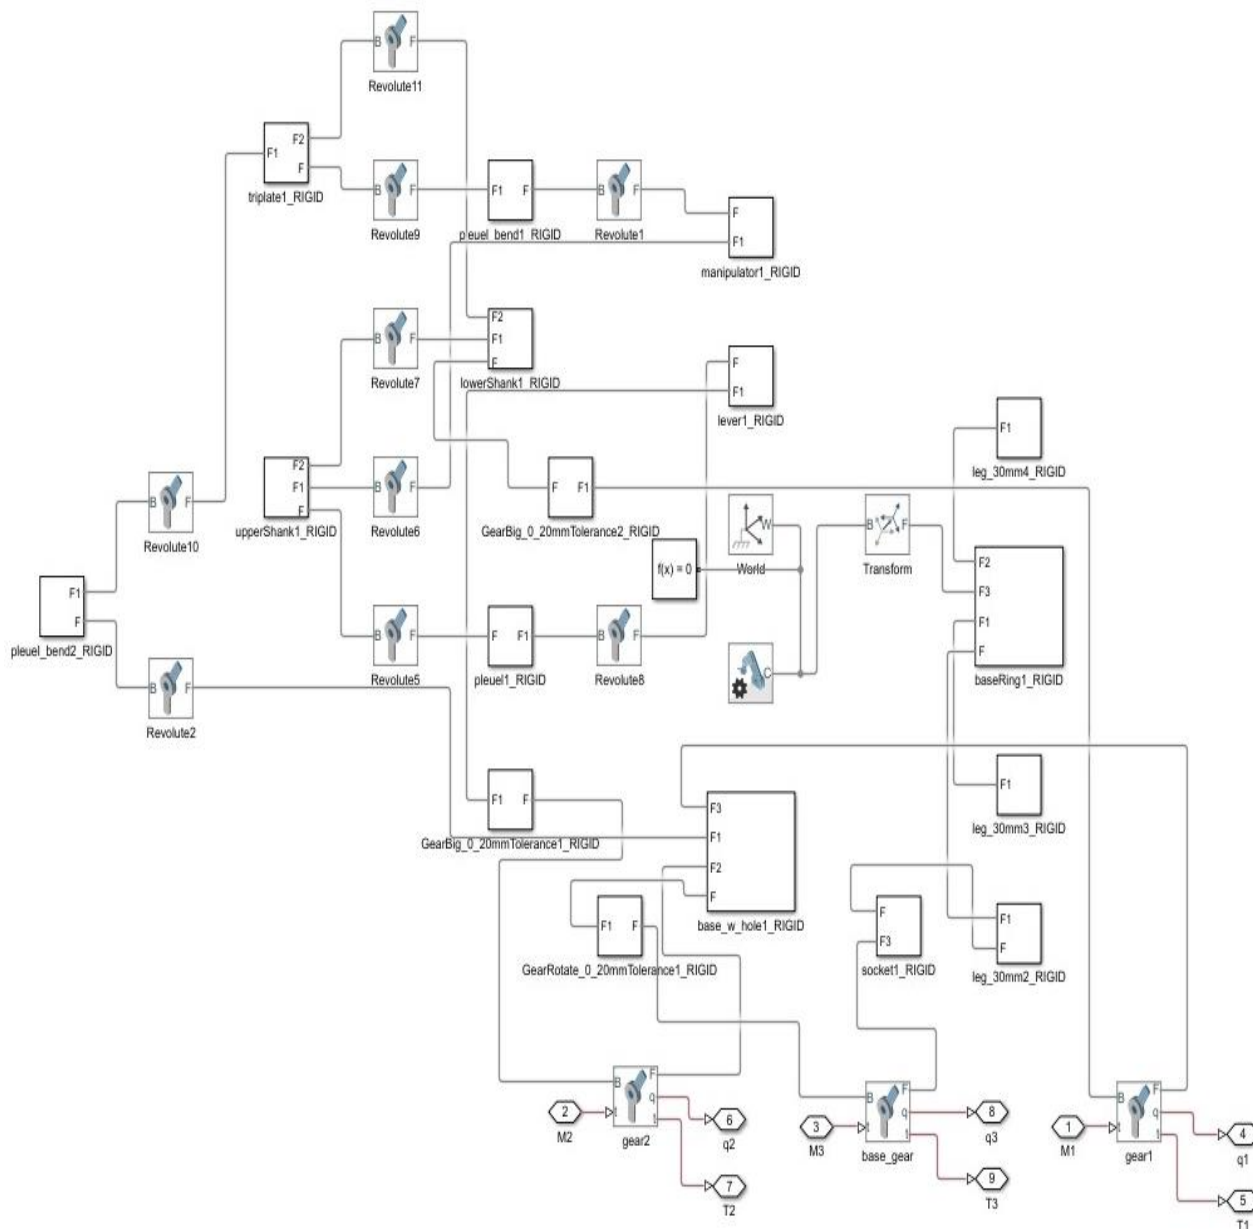 B F
Revolute11
F2
F1
F
triplate1_RIGID
B F
Revolute9
F1 F
pleuel_bend1_RIGID
B F
Revolute1
F
F1
manipulator1_RIGID
B F
Revolute7
F2
F1
F
lowerShank1_RIGID
F
F1
lever1_RIGID
F1
leg_30mm4_RIGID
B F
Revolute10
F2
F1
F
upperShank1_RIGID
B F
Revolute6
F F1
GearBig_0_20mmTolerance2_RIGID
W
World
f(x) = 0
B F
Transform
F2
F3
F1
F
baseRing1_RIGID
F1
F
pleuel_bend2_RIGID
B F
Revolute2
B F
Revolute5
F F1
pleuel1_RIGID
B F
Revolute8
C
F1 F
GearBig_0_20mmTolerance1_RIGID
F3
F1
F2
F
base_w_hole1_RIGID
F1
leg_30mm3_RIGID
F1 F
GearRotate_0_20mmTolerance1_RIGID
F
F3
socket1_RIGID
F1
F
leg_30mm2_RIGID
2
M2
B F
t q
t
gear2
6
q2
7
T2
3
M3
B F
t q
t
base_gear
8
q3
9
T3
1
M1
B F
t q
t
gear1
4
q1
5
T1